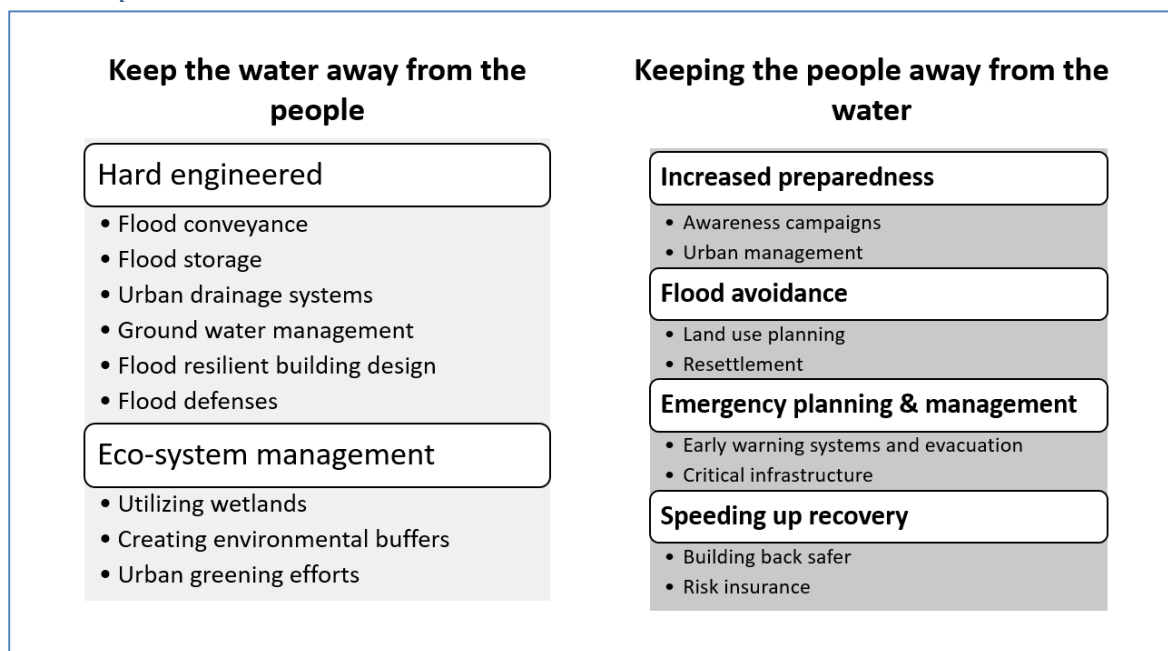 Keep the water away from the
people
Hard engineered
• Flood conveyance
• Flood storage
• Urban drainage systems
• Ground water management
• Flood resilient building design
• Flood defenses
Eco-system management
• Utilizing wetlands
• Creating environmental buffers
• Urban greening efforts
Keeping the people away from the
water
Increased preparedness
• Awareness campaigns
• Urban management
Flood avoidance
• Land use planning
• Resettlement
Emergency planning & management
• Early warning systems and evacuation
• Critical infrastructure
Speeding up recovery
• Building back safer
• Risk insurance